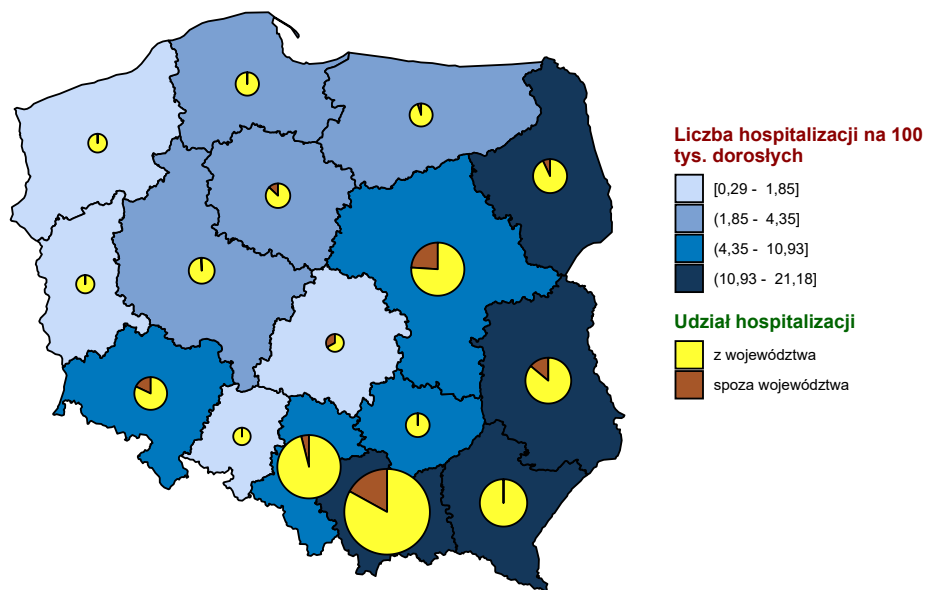 Liczba hospitalizacji na 100
tys. dorosłych
[0,29 - 1,85]
(1,85 - 4,35]
(4,35 - 10,93]
(10,93 - 21,18]
Udział hospitalizacji
z województwa
spoza województwa